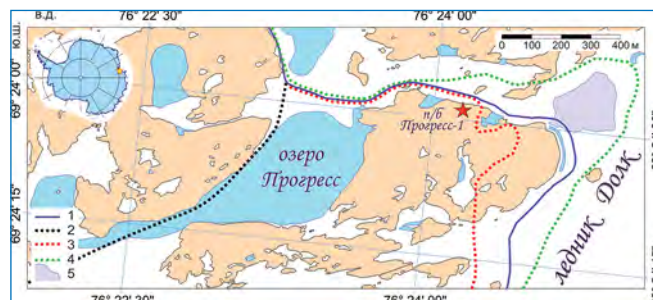 в.д. 76° 22' 30" 76° 24' 00"
ю.ш.
69° 24' 00"
0 100 200 300 400 м
п/б
Прогресс-1
озеро
Прогресс
69° 24' 15"
ледник Долк
1
2
3
4
5
76° 22' 30" 76° 24' 00"